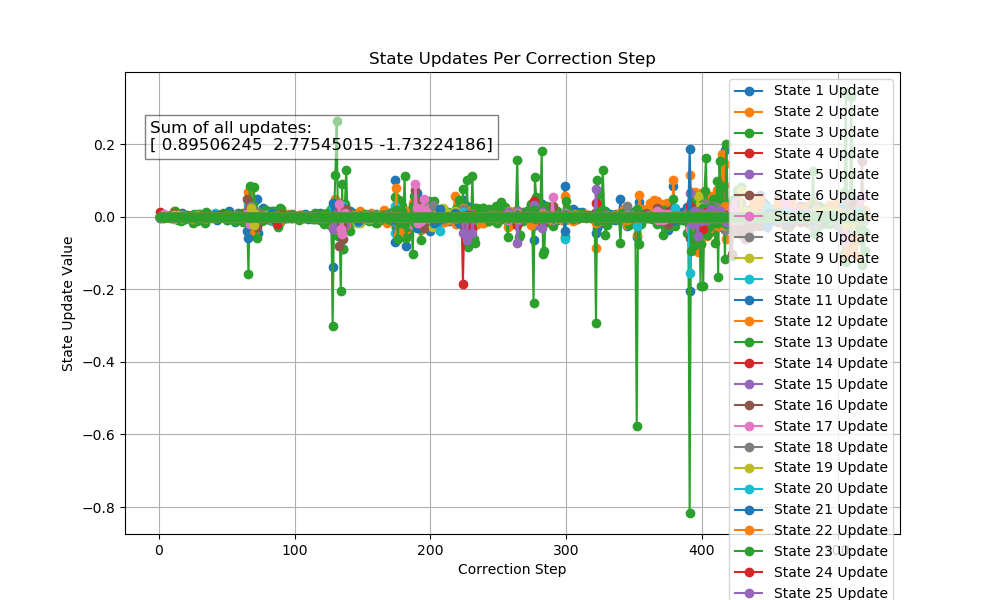 State Updates Per Correction Step
Sum of all updates:
[ 0.89506245  2.77545015 -1.73224186]
State Update Value
0.2
0.0
−0.2
−0.4
−0.6
−0.8
0
100
200
300
400
500
Correction Step
State 1 Update
State 2 Update
State 3 Update
State 4 Update
State 5 Update
State 6 Update
State 7 Update
State 8 Update
State 9 Update
State 10 Update
State 11 Update
State 12 Update
State 13 Update
State 14 Update
State 15 Update
State 16 Update
State 17 Update
State 18 Update
State 19 Update
State 20 Update
State 21 Update
State 22 Update
State 23 Update
State 24 Update
State 25 Update